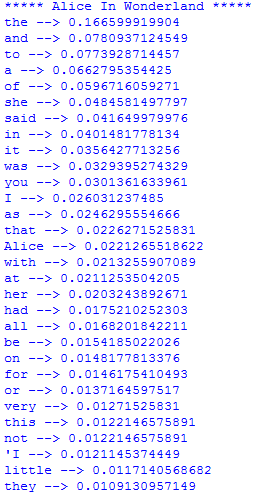 ***** Alice In Wonderland *****
the --> 0.166599919904
and --> 0.0780937124549
to --> 0.0773928714457
a --> 0.0662795354425
of --> 0.0596716059271
she --> 0.0484581497797
said --> 0.041649979976
in --> 0.0401481778134
it --> 0.0356427713256
was --> 0.0329395274329
you --> 0.0301361633961
I --> 0.026031237485
as --> 0.0246295554666
that --> 0.0226271525831
Alice --> 0.0221265518622
with --> 0.0213255907089
at --> 0.0211253504205
her --> 0.0203243892671
had --> 0.0175210252303
all --> 0.0168201842211
be --> 0.0154185022026
on --> 0.0148177813376
for --> 0.0146175410493
or --> 0.0137164597517
very --> 0.01271525831
this --> 0.0122146575891
not --> 0.0122146575891
'I --> 0.0121145374449
little --> 0.0117140568682
they --> 0.0109130957149